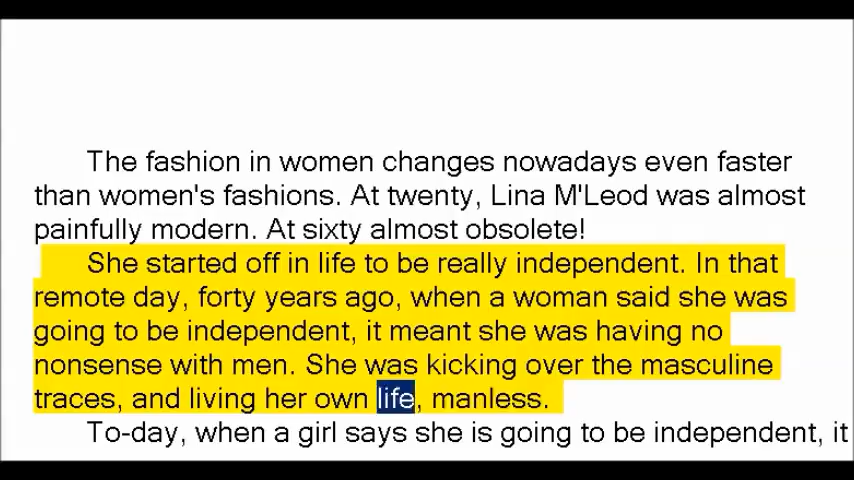 The fashion in women changes nowadays even faster
than women's fashions. At twenty, Lina M'Leod was almost
painfully modern. At sixty almost obsolete!
She started off in life to be really independent. In that
remote day, forty years ago, when a woman said she was
going to be independent, it meant she was having no
nonsense with men. She was kicking over the masculine
traces, and living her own life, manless.
To-day, when a girl says she is going to be independent, it